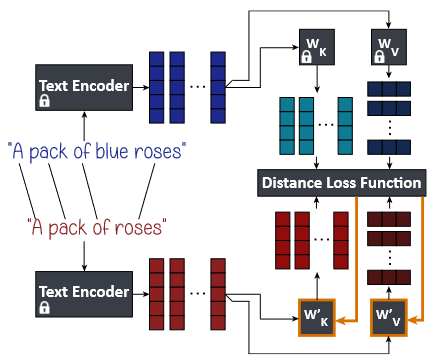 W_K
W_V
Text Encoder
...
...
"A pack of blue roses"
Distance Loss Function
"A pack of roses"
...
Text Encoder
...
W'_K
W'_V